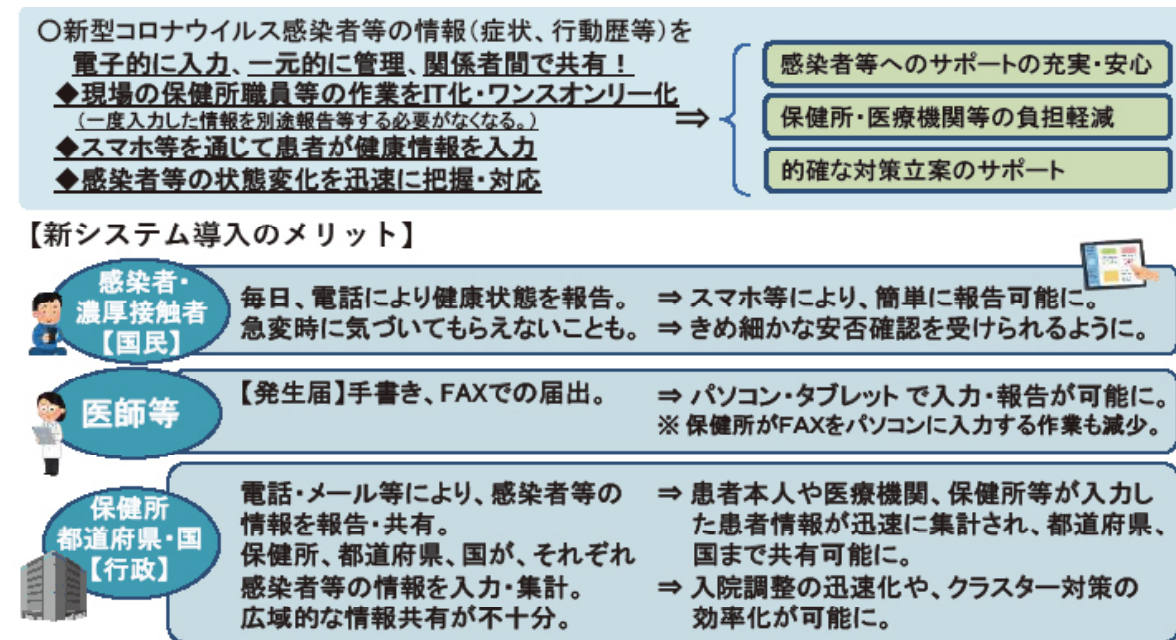 ○新型コロナウイルス感染者等の情報(症状、行動歴等)を
電子的に入力、一元的に管理、関係者間で共有！
◆現場の保健所職員等の作業をIT化・ワンスオンリー化
(一度入力した情報を別途報告等する必要がなくなる。)
◆スマホ等を通じて患者が健康情報を入力
◆感染者等の状態変化を迅速に把握・対応
⇒
感染者等へのサポートの充実・安心
保健所・医療機関等の負担軽減
的確な対策立案のサポート
【新システム導入のメリット】
感染者・
濃厚接触者
【国民】
毎日、電話により健康状態を報告。
急変時に気づいてもらえないことも。
⇒ スマホ等により、簡単に報告可能に。
⇒ きめ細かな安否確認を受けられるように。
医師等
【発生届】手書き、FAXでの届出。
⇒ パソコン・タブレット で入力・報告が可能に。
※ 保健所がFAXをパソコンに入力する作業も減少。
保健所
都道府県・国
【行政】
電話・メール等により、感染者等の
情報を報告・共有。
保健所、都道府県、国が、それぞれ
感染者等の情報を入力・集計。
広域的な情報共有が不十分。
⇒ 患者本人や医療機関、保健所等が入力し
た患者情報が迅速に集計され、都道府県、
国まで共有可能に。
⇒ 入院調整の迅速化や、クラスター対策の
効率化が可能に。